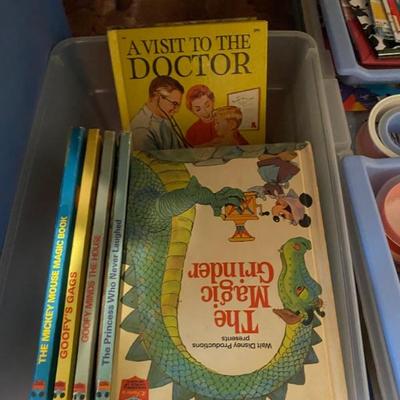 A VISIT TO THE
DOCTOR
THE MICKEY MOUSE MAGIC BOOK
GOOFY'S GAGS
GOOFY MINDS THE HOUSE
The Princess Who Never Laughed
Walt Disney Productions
presents
The
Magic
Grinder